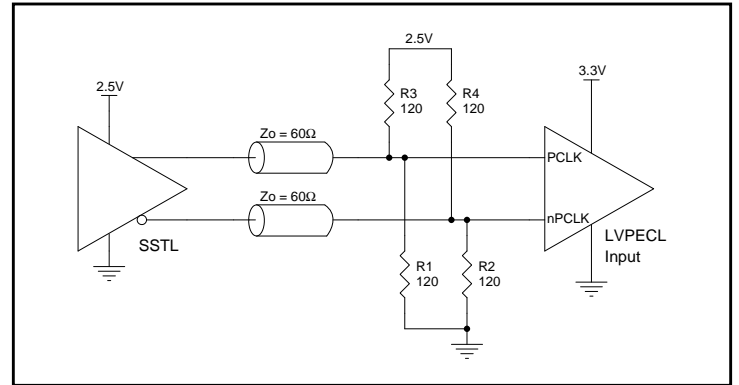 2.5V
3.3V
2.5V
R3
120
R4
120
Zo = 60Ω
PCLK
Zo = 60Ω
nPCLK
SSTL
LVPECL
Input
R1
120
R2
120